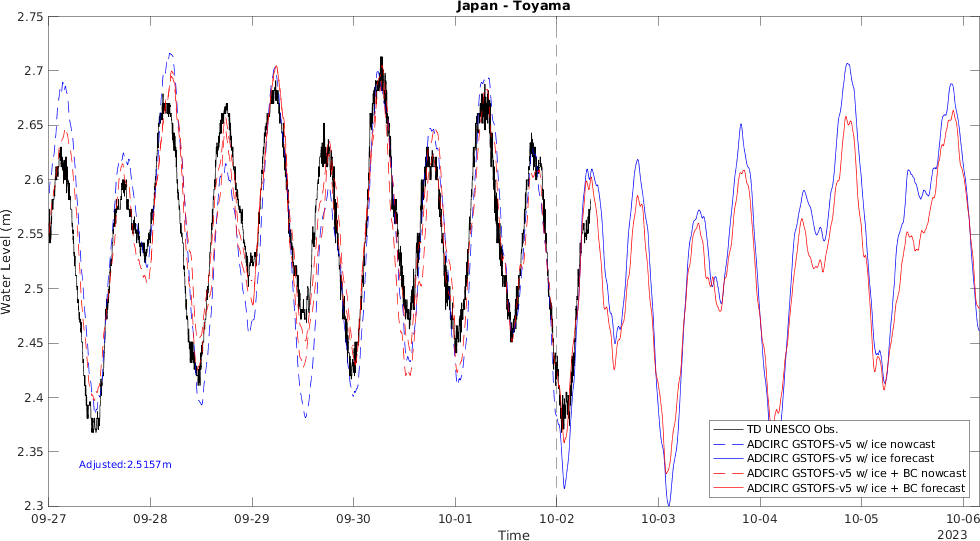 Japan - Toyama
2.75
2.7
2.65
2.6
2.55
2.5
2.45
2.4
2.35
2.3
Water Level (m)
Adjusted:2.5157m
TD UNESCO Obs.
ADCIRC GSTOFS-v5 w/ ice nowcast
ADCIRC GSTOFS-v5 w/ ice forecast
ADCIRC GSTOFS-v5 w/ ice + BC nowcast
ADCIRC GSTOFS-v5 w/ ice + BC forecast
09-27 09-28 09-29 09-30 10-01 10-02 10-03 10-04 10-05 10-06
Time
2023